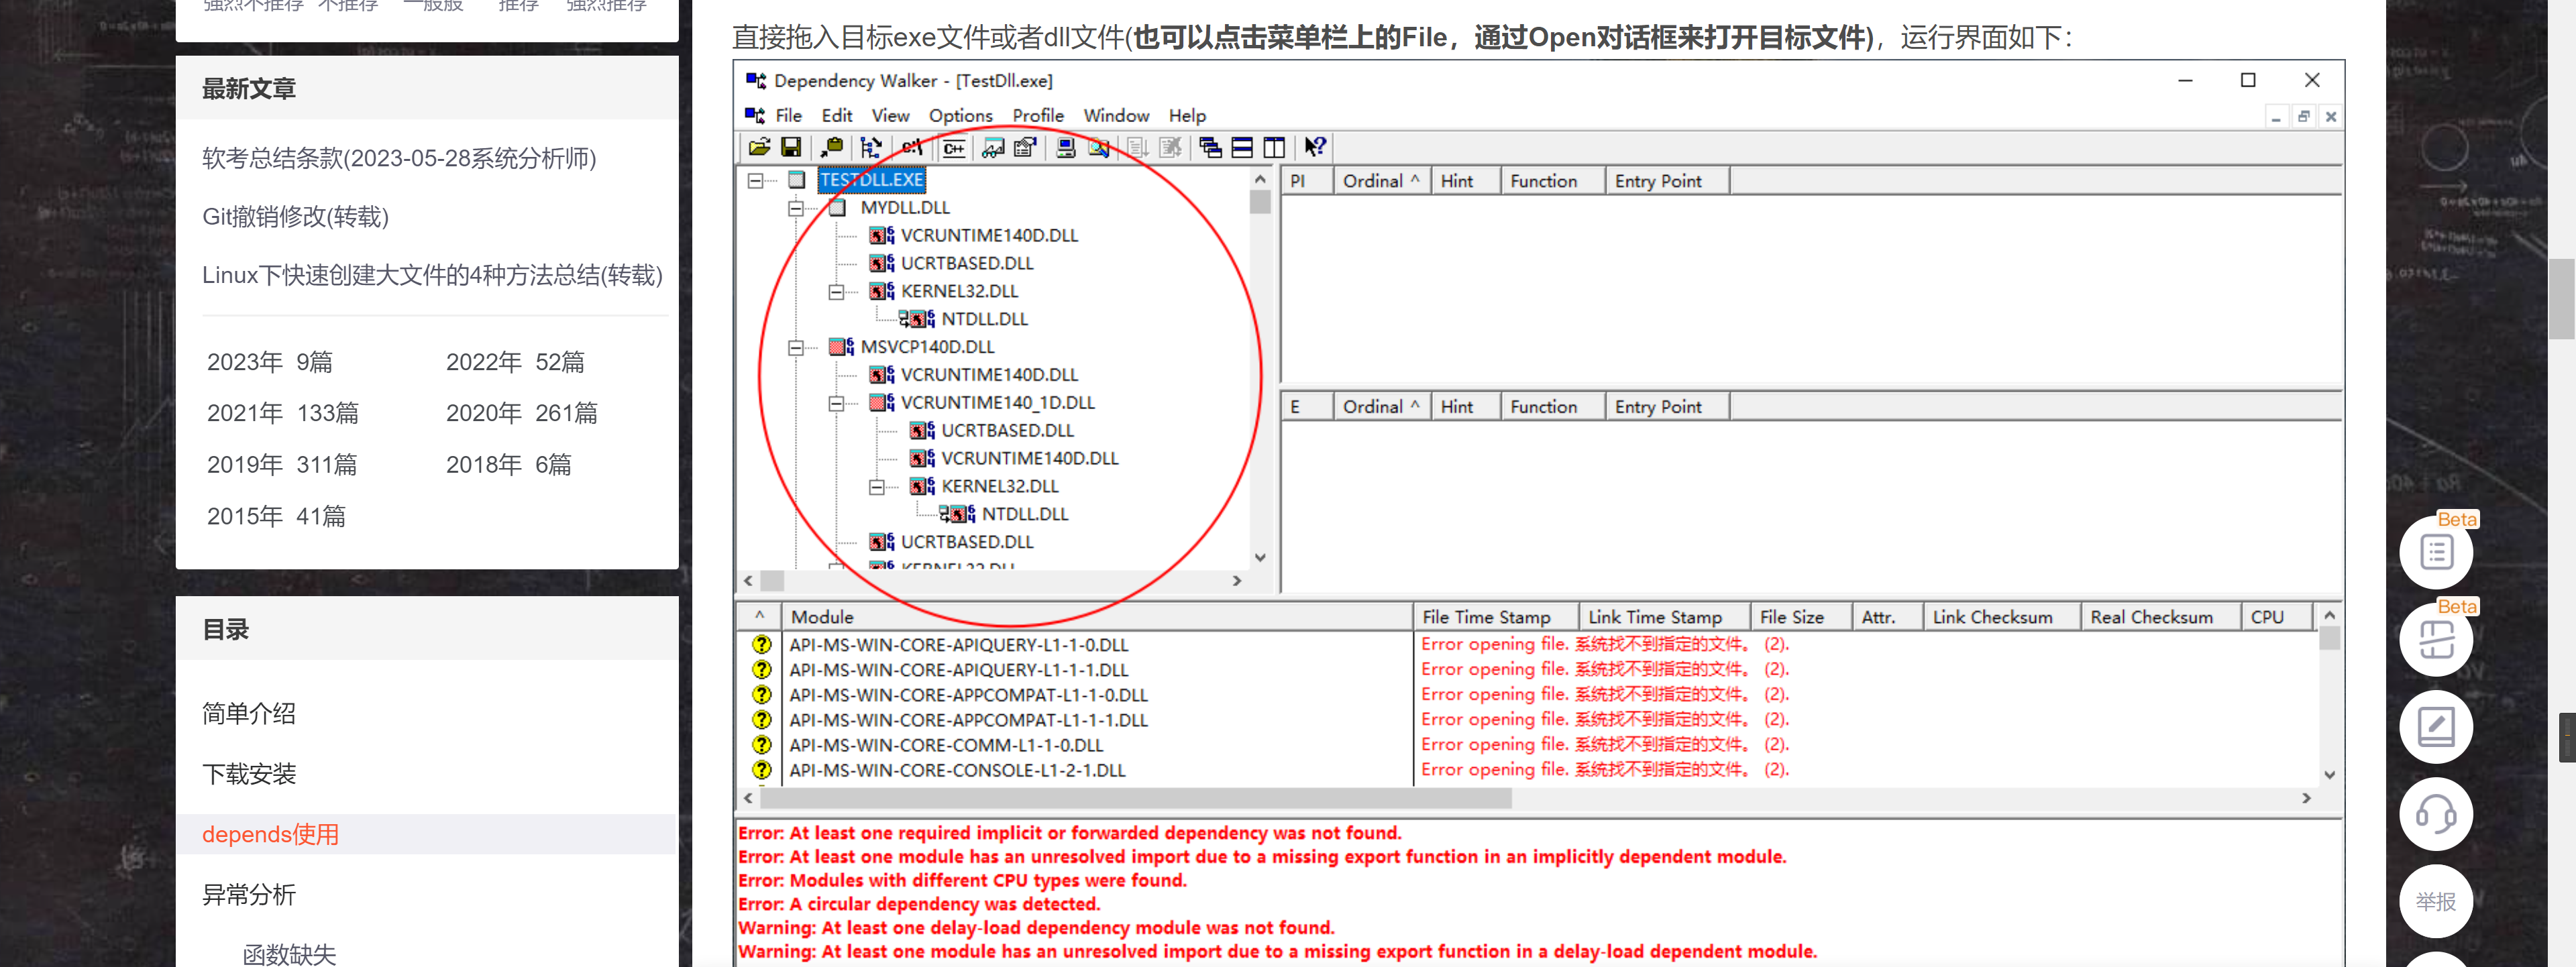 强烈不推荐 不推荐 一般般 推荐 强烈推荐
最新文章
软考总结条款(2023-05-28系统分析师)
Git撤销修改(转载)
Linux下快速创建大文件的4种方法总结(转载)
2023年 9篇 2022年 52篇
2021年 133篇 2020年 261篇
2019年 311篇 2018年 6篇
2015年 41篇
目录
简单介绍
下载安装
depends使用
异常分析
函数缺失
直接拖入目标exe文件或者dll文件(也可以点击菜单栏上的File，通过Open对话框来打开目标文件)，运行界面如下：
Dependency Walker - [TestDll.exe]
File Edit View Options Profile Window Help
C:\ C++
TESTDLL.EXE
MYDLL.DLL
VCRUNTIME140D.DLL
UCRTBASED.DLL
KERNEL32.DLL
NTDLL.DLL
MSVCP140D.DLL
VCRUNTIME140D.DLL
VCRUNTIME140_1D.DLL
UCRTBASED.DLL
VCRUNTIME140D.DLL
KERNEL32.DLL
NTDLL.DLL
UCRTBASED.DLL
KERNEL32.DLL
PI Ordinal ^ Hint Function Entry Point
E Ordinal ^ Hint Function Entry Point
^ Module File Time Stamp Link Time Stamp File Size Attr. Link Checksum Real Checksum CPU
API-MS-WIN-CORE-APIQUERY-L1-1-0.DLL Error opening file. 系统找不到指定的文件。 (2).
API-MS-WIN-CORE-APIQUERY-L1-1-1.DLL Error opening file. 系统找不到指定的文件。 (2).
API-MS-WIN-CORE-APPCOMPAT-L1-1-0.DLL Error opening file. 系统找不到指定的文件。 (2).
API-MS-WIN-CORE-APPCOMPAT-L1-1-1.DLL Error opening file. 系统找不到指定的文件。 (2).
API-MS-WIN-CORE-COMM-L1-1-0.DLL Error opening file. 系统找不到指定的文件。 (2).
API-MS-WIN-CORE-CONSOLE-L1-2-1.DLL Error opening file. 系统找不到指定的文件。 (2).
Error: At least one required implicit or forwarded dependency was not found.
Error: At least one module has an unresolved import due to a missing export function in an implicitly dependent module.
Error: Modules with different CPU types were found.
Error: A circular dependency was detected.
Warning: At least one delay-load dependency module was not found.
Warning: At least one module has an unresolved import due to a missing export function in a delay-load dependent module.
Beta
Beta
举报